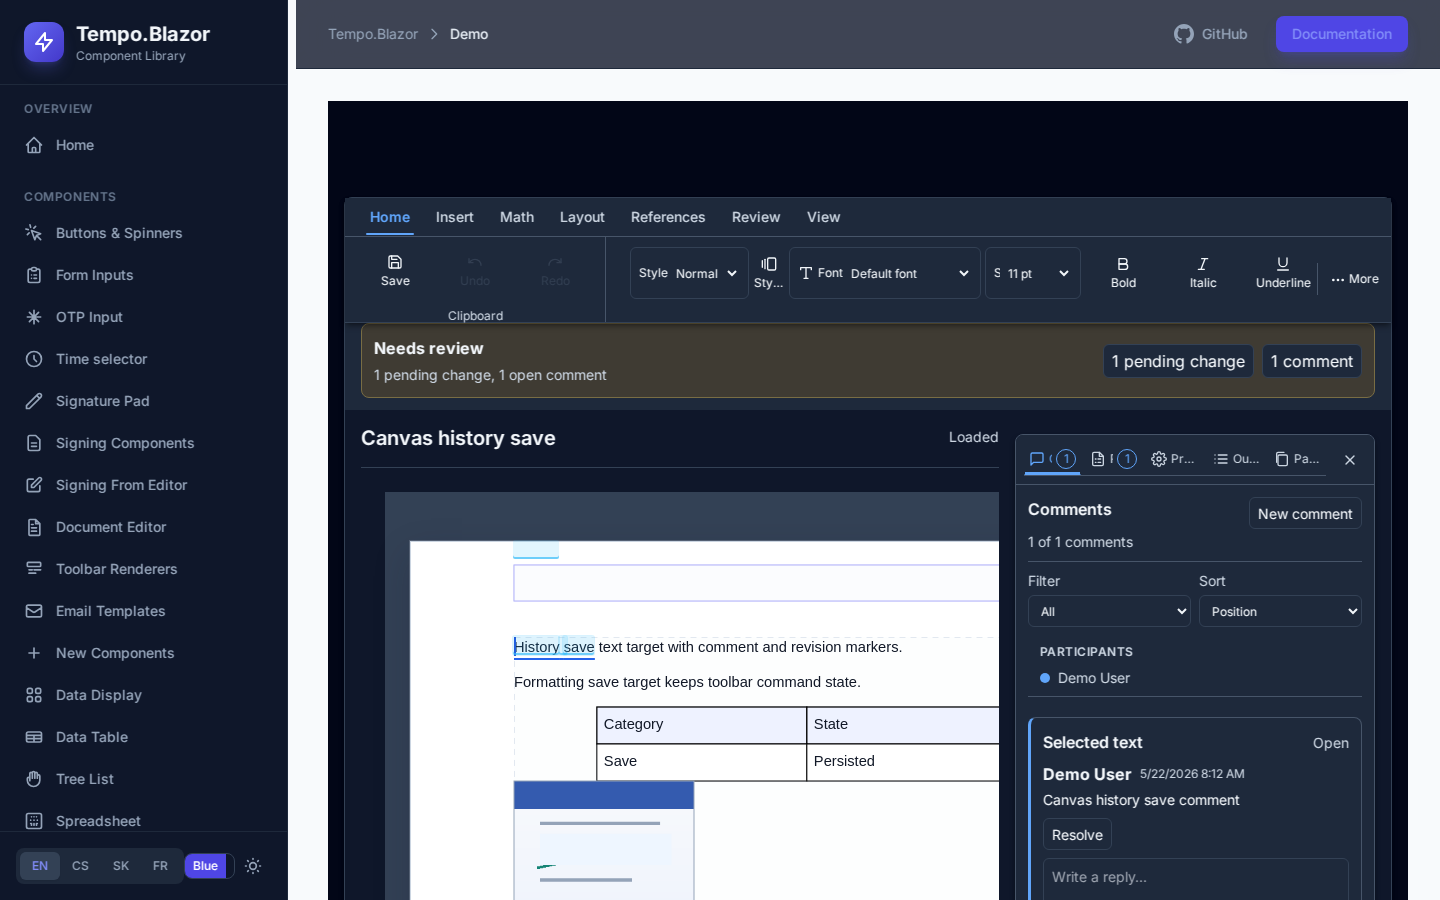 Tempo.Blazor
Component Library
OVERVIEW
Home
COMPONENTS
Buttons & Spinners
Form Inputs
OTP Input
Time selector
Signature Pad
Signing Components
Signing From Editor
Document Editor
Toolbar Renderers
Email Templates
New Components
Data Display
Data Table
Tree List
Spreadsheet
EN CS SK FR Blue
Tempo.Blazor > Demo
GitHub
Documentation
Home Insert Math Layout References Review View
Save Undo Redo
Clipboard
Style Normal
Sty...
Font Default font
S 11 pt
Bold Italic Underline ... More
Needs review
1 pending change, 1 open comment
1 pending change 1 comment
Canvas history save
Loaded
History save text target with comment and revision markers.
Formatting save target keeps toolbar command state.
Category State
Save Persisted
1 1 Pr... Ou... Pa...
Comments
New comment
1 of 1 comments
Filter Sort
All Position
PARTICIPANTS
Demo User
Selected text Open
Demo User 5/22/2026 8:12 AM
Canvas history save comment
Resolve
Write a reply...